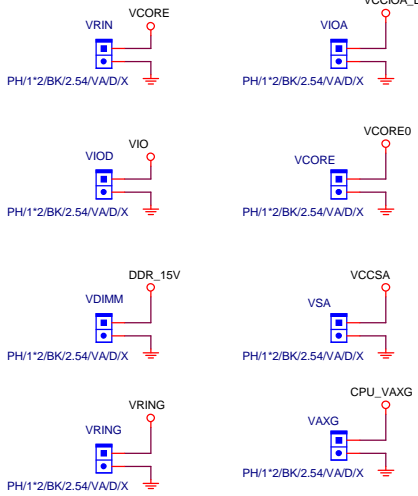 VCORE
VCCIOA_L
VRIN
VIOA
PH/1*2/BK/2.54/VA/D/X
PH/1*2/BK/2.54/VA/D/X
VCORE0
VIO
VIOD
VCORE
PH/1*2/BK/2.54/VA/D/X
PH/1*2/BK/2.54/VA/D/X
DDR_15V
VCCSA
VDIMM
VSA
PH/1*2/BK/2.54/VA/D/X
PH/1*2/BK/2.54/VA/D/X
CPU_VAXG
VRING
VAXG
VRING
PH/1*2/BK/2.54/VA/D/X
PH/1*2/BK/2.54/VA/D/X